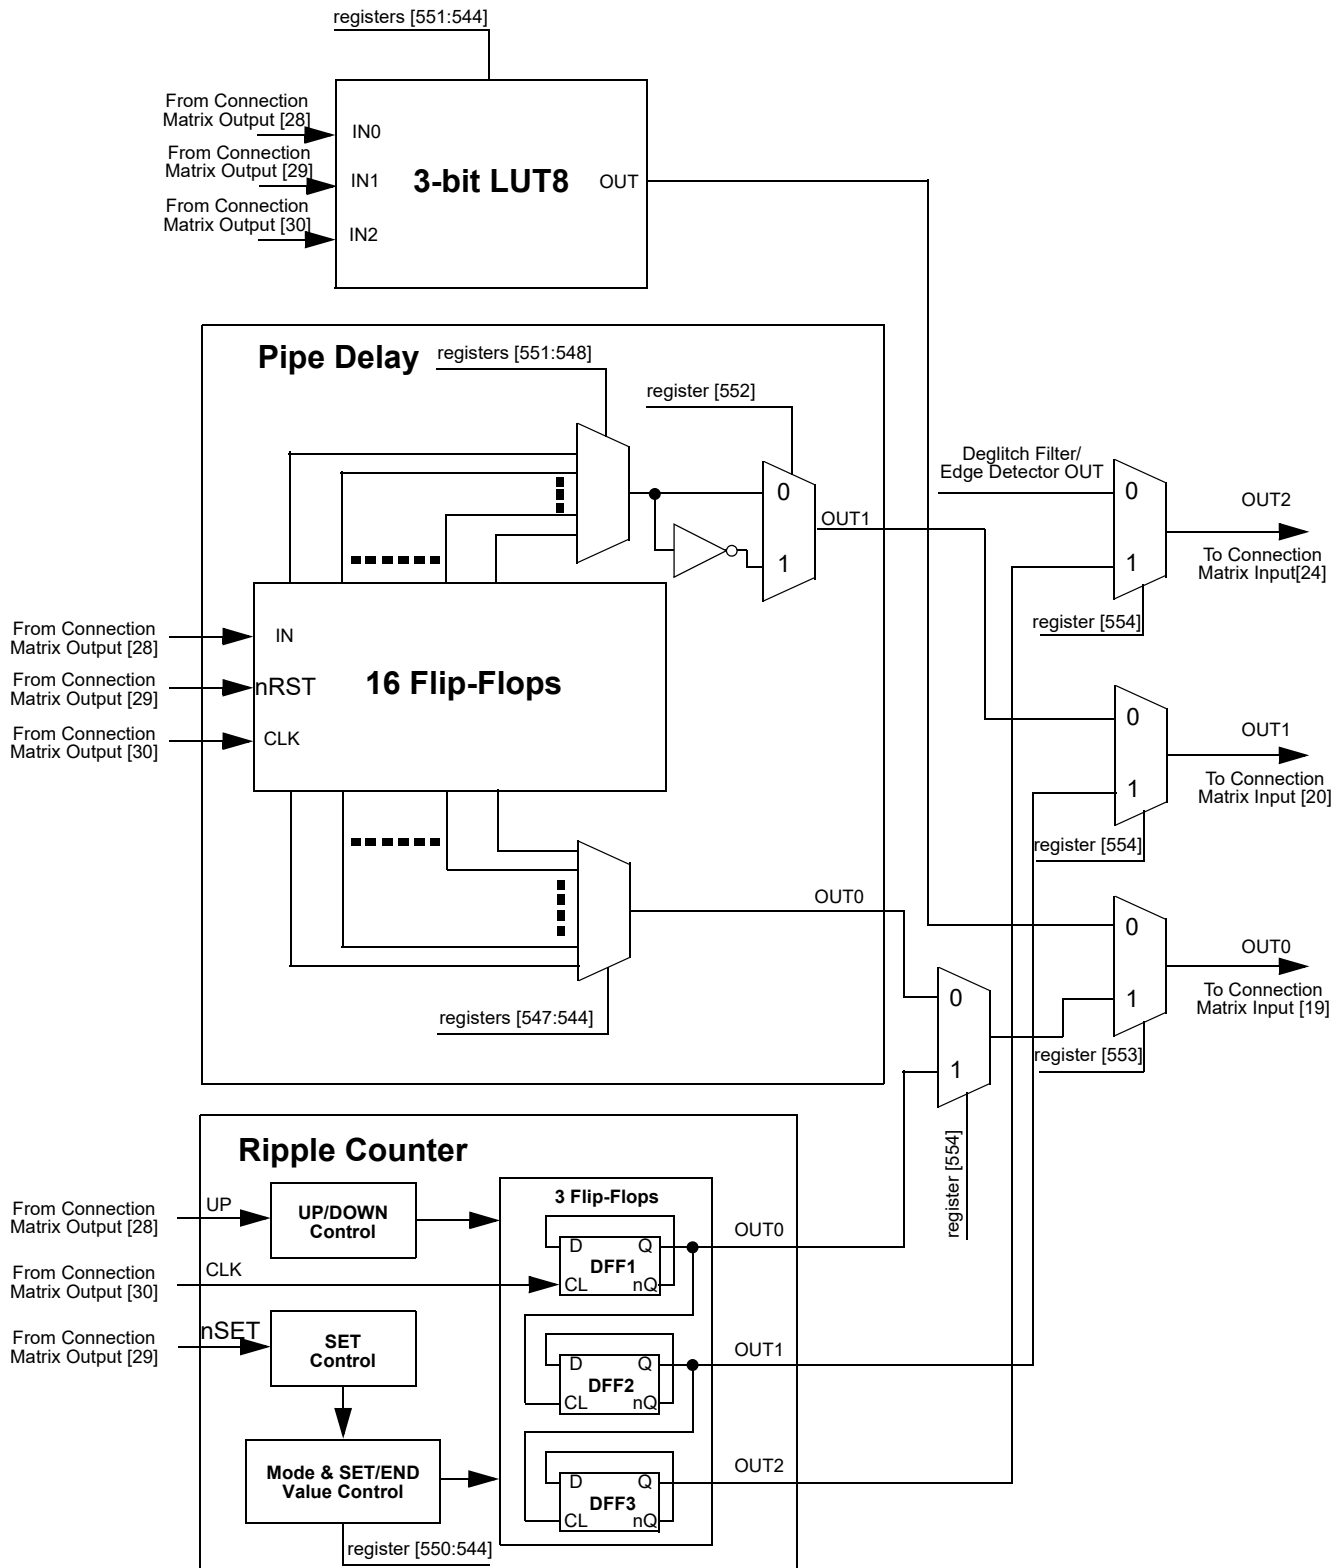 registers [551:544]
From Connection
Matrix Output [28]
IN0
From Connection
Matrix Output [29]
IN1
3-bit LUT8
OUT
From Connection
Matrix Output [30]
IN2
Pipe Delay
registers [551:548]
register [552]
0
1
OUT1
From Connection
Matrix Output [28]
IN
From Connection
Matrix Output [29]
nRST
16 Flip-Flops
From Connection
Matrix Output [30]
CLK
OUT0
registers [547:544]
Deglitch Filter/
Edge Detector OUT
0
1
OUT2
To Connection
Matrix Input[24]
register [554]
0
1
OUT1
To Connection
Matrix Input [20]
register [554]
0
1
OUT0
To Connection
Matrix Input [19]
register [553]
0
1
register [554]
Ripple Counter
From Connection
Matrix Output [28]
UP
UP/DOWN
Control
3 Flip-Flops
D
Q
DFF1
CL
nQ
OUT0
From Connection
Matrix Output [30]
CLK
From Connection
Matrix Output [29]
nSET
SET
Control
D
Q
DFF2
CL
nQ
OUT1
Mode & SET/END
Value Control
D
Q
DFF3
CL
nQ
OUT2
register [550:544]